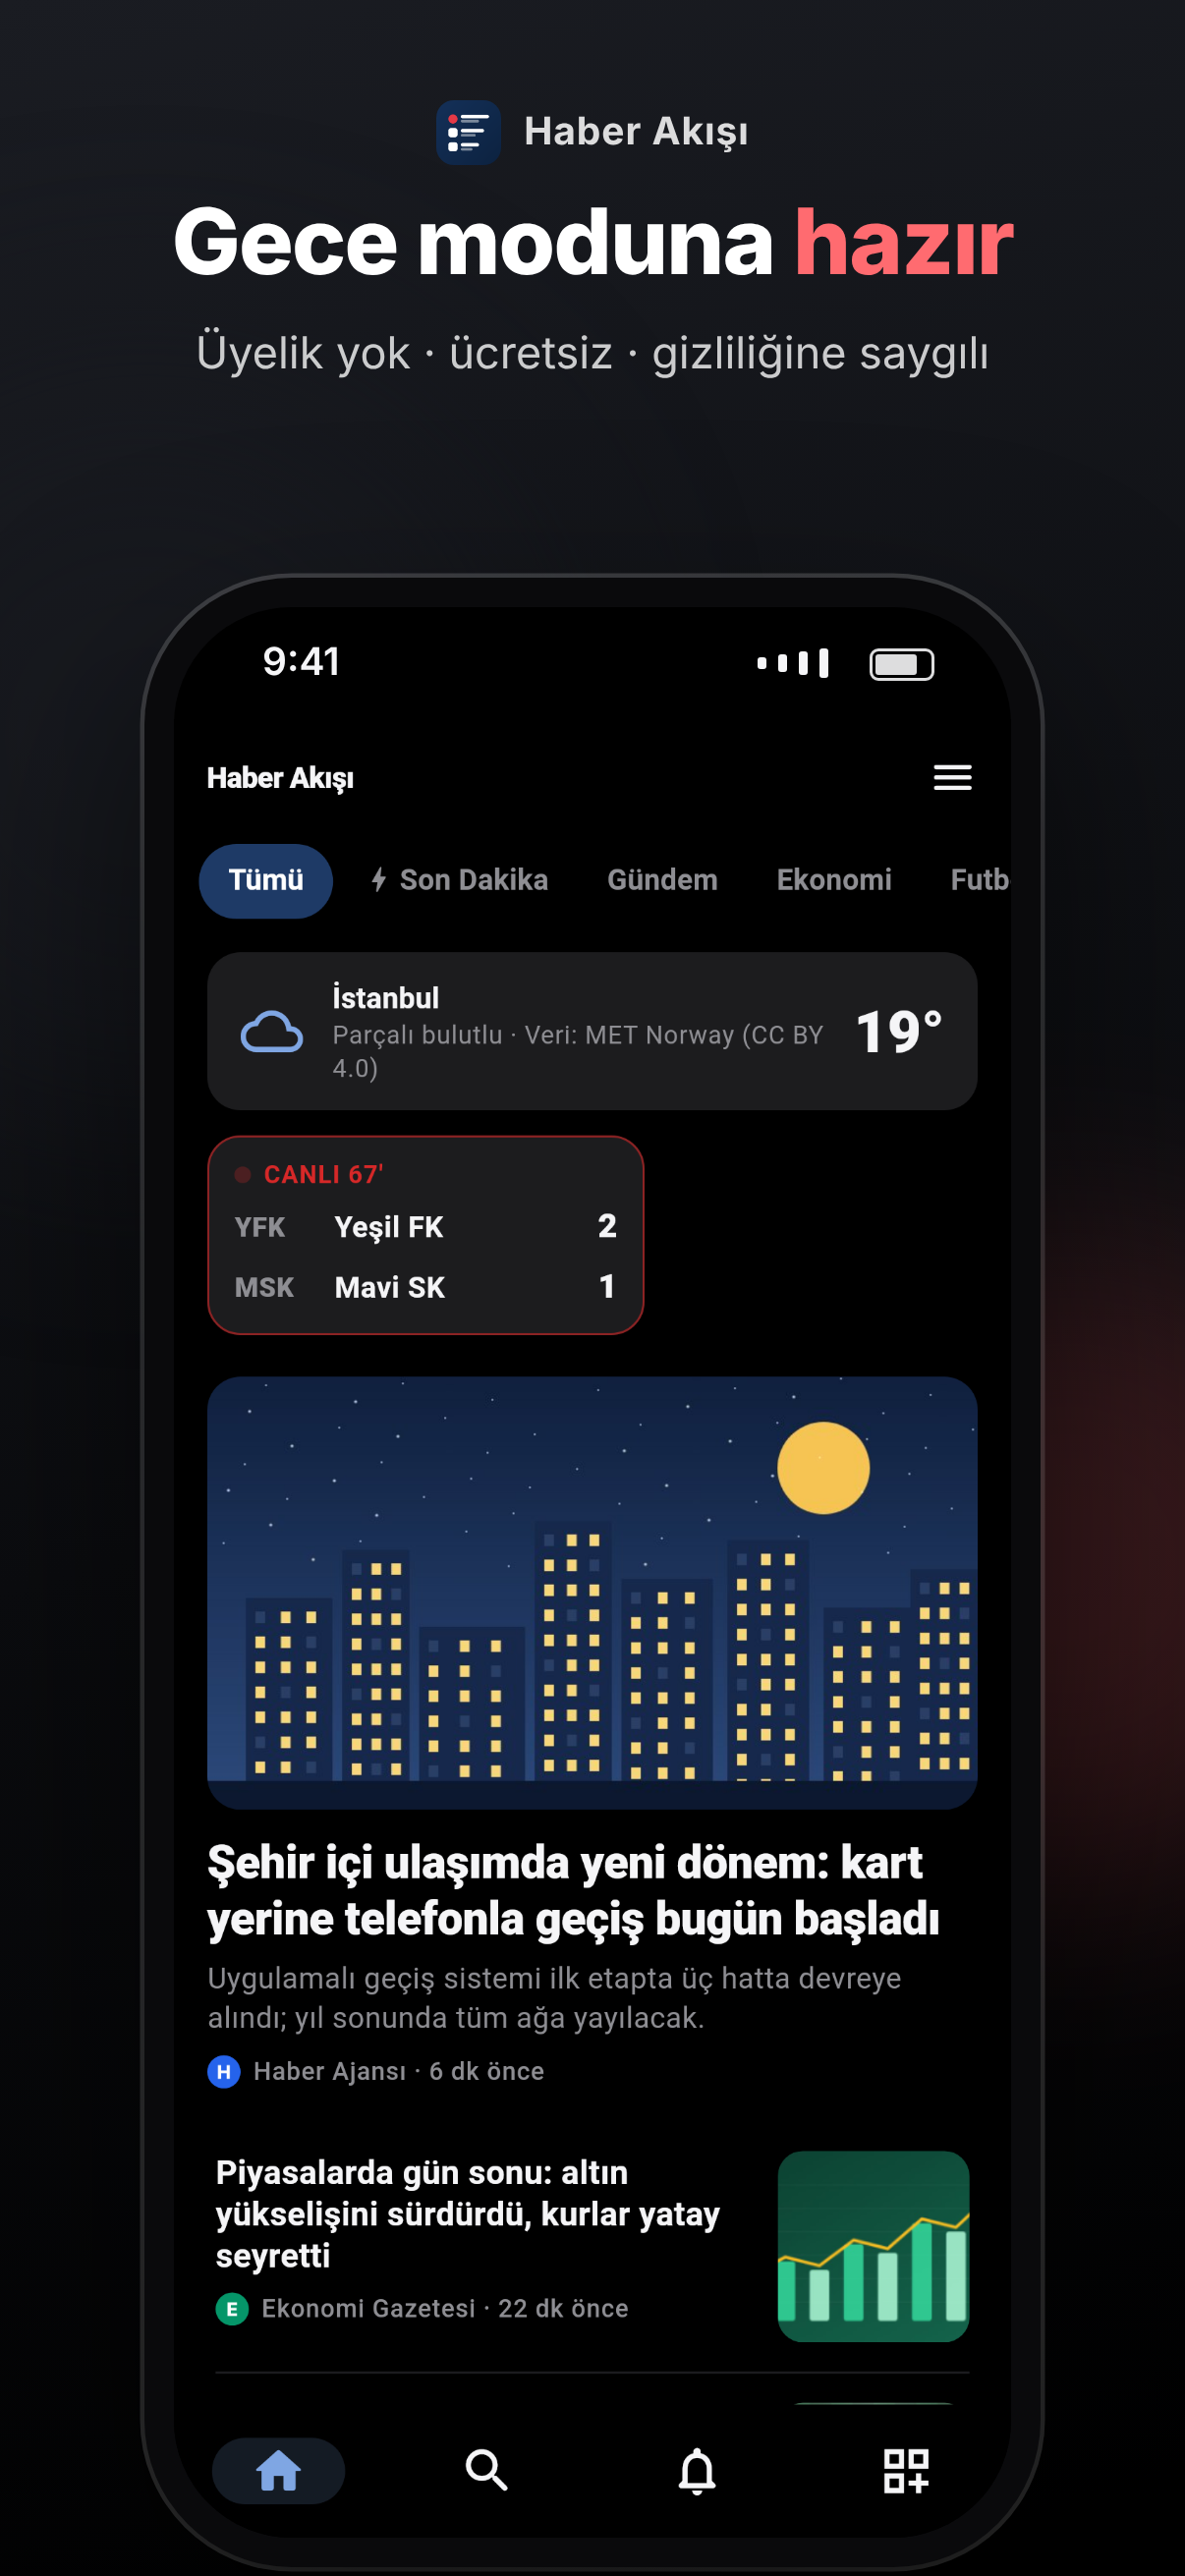 Haber Akışı
Gece moduna hazır
Üyelik yok · ücretsiz · gizliliğine saygılı
9:41
Haber Akışı
Tümü Son Dakika Gündem Ekonomi Futb
İstanbul
Parçalı bulutlu · Veri: MET Norway (CC BY
4.0)
19°
CANLI 67'
YFK Yeşil FK 2
MSK Mavi SK 1
Şehir içi ulaşımda yeni dönem: kart
yerine telefonla geçiş bugün başladı
Uygulamalı geçiş sistemi ilk etapta üç hatta devreye
alındı; yıl sonunda tüm ağa yayılacak.
H Haber Ajansı · 6 dk önce
Piyasalarda gün sonu: altın
yükselişini sürdürdü, kurlar yatay
seyretti
E Ekonomi Gazetesi · 22 dk önce